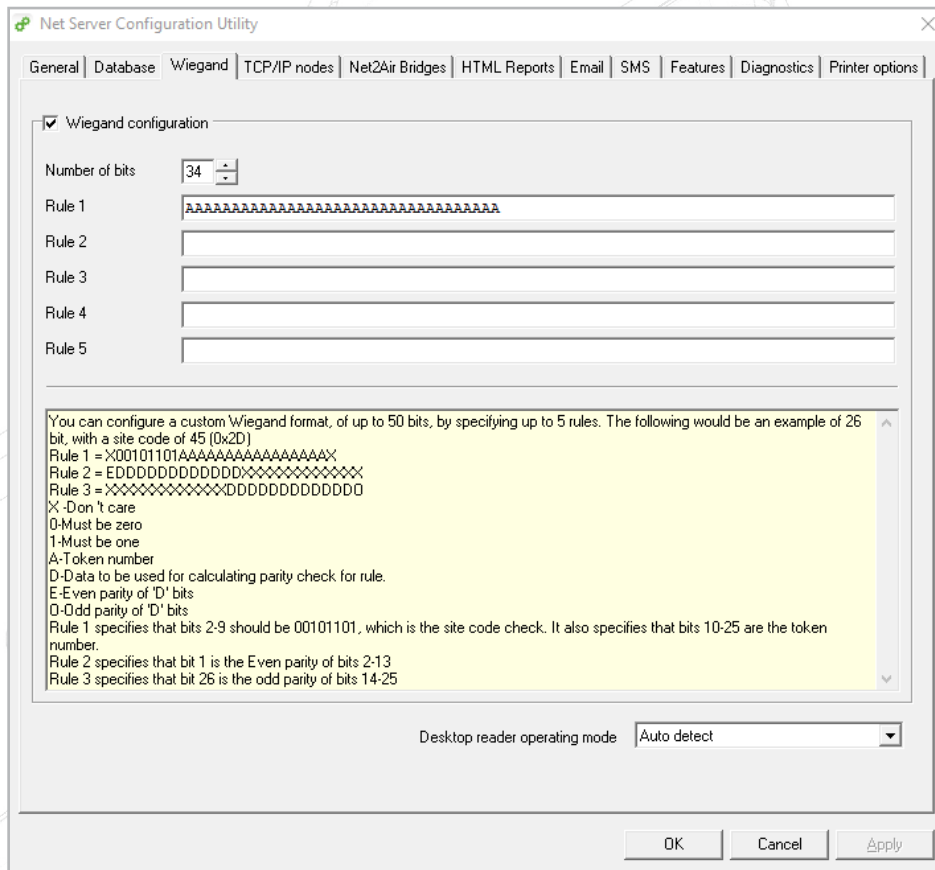 Net Server Configuration Utility
General Database Wiegand TCP/IP nodes Net2Air Bridges HTML Reports Email SMS Features Diagnostics Printer options
Wiegand configuration
Number of bits 34
Rule 1 AAAAAAAAAAAAAAAAAAAAAAAAAAAAAAAAAA
Rule 2
Rule 3
Rule 4
Rule 5
You can configure a custom Wiegand format, of up to 50 bits, by specifying up to 5 rules. The following would be an example of 26
bit, with a site code of 45 (0x2D)
Rule 1 = X00101101AAAAAAAAAAAAAAAAX
Rule 2 = EDDDDDDDDDDDDXXXXXXXXXXXXX
Rule 3 = XXXXXXXXXXXXXDDDDDDDDDDDDO
X -Don 't care
0-Must be zero
1-Must be one
A-Token number
D-Data to be used for calculating parity check for rule.
E-Even parity of 'D' bits
O-Odd parity of 'D' bits
Rule 1 specifies that bits 2-9 should be 00101101, which is the site code check. It also specifies that bits 10-25 are the token
number.
Rule 2 specifies that bit 1 is the Even parity of bits 2-13
Rule 3 specifies that bit 26 is the odd parity of bits 14-25
Desktop reader operating mode Auto detect
OK Cancel Apply